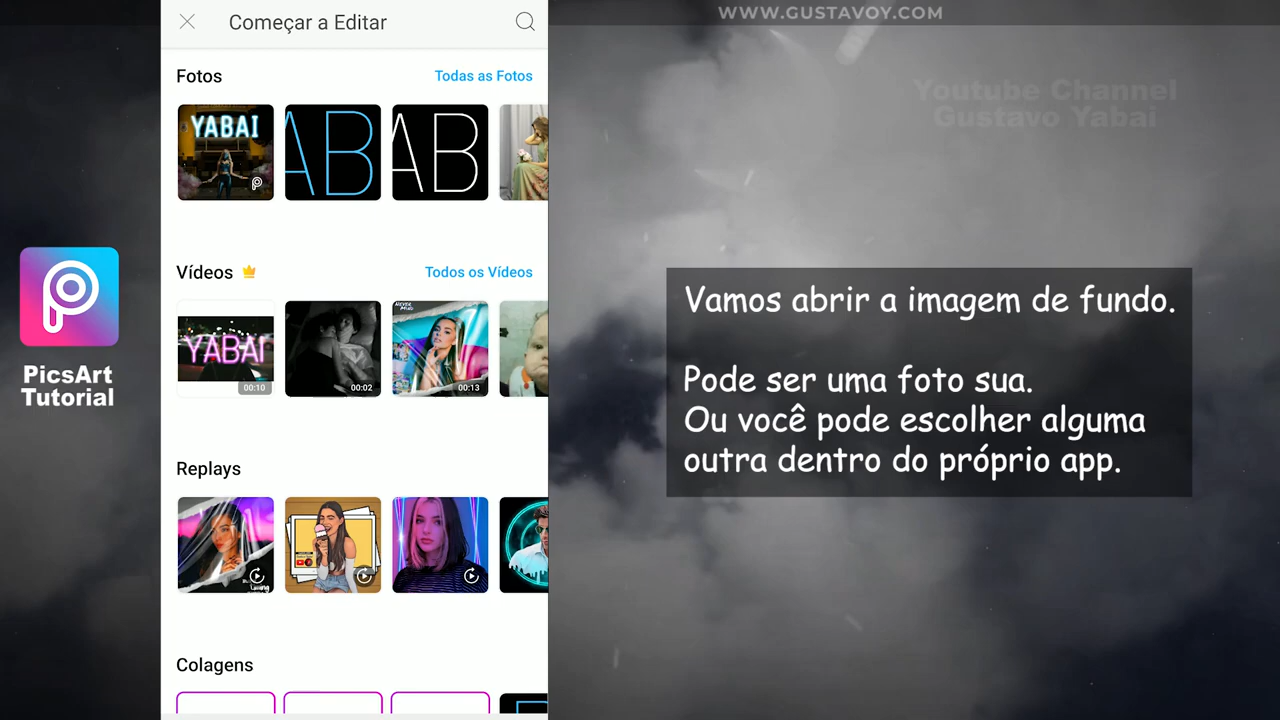 WWW.GUSTAVOY.COM
Começar a Editar
Fotos
Todas as Fotos
YABAI
AB
AB
Youtube Channel
Gustavo Yabai
Vídeos
Todos os Vídeos
NEVER
MIND
YABAI
00:10
00:02
00:13
PicsArt
Tutorial
Vamos abrir a imagem de fundo.
Pode ser uma foto sua.
Ou você pode escolher alguma
outra dentro do próprio app.
Replays
Colagens